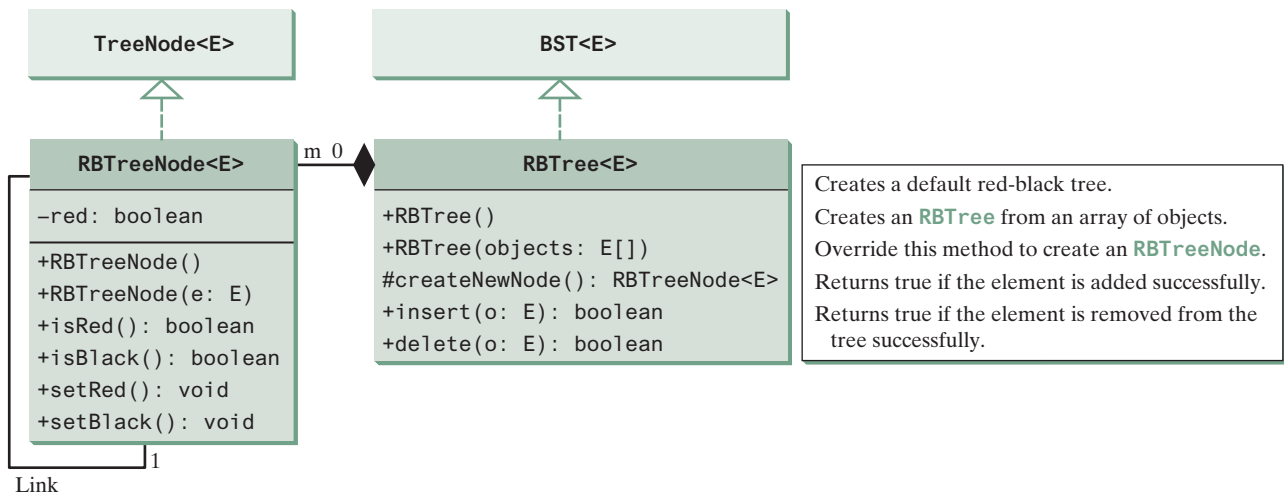 TreeNode<E>
BST<E>
RBTreeNode<E>
–red: boolean
+RBTreeNode()
+RBTreeNode(e: E)
+isRed(): boolean
+isBlack(): boolean
+setRed(): void
+setBlack(): void
1
Link
m 0
RBTree<E>
+RBTree()
+RBTree(objects: E[])
#createNewNode(): RBTreeNode<E>
+insert(o: E): boolean
+delete(o: E): boolean
Creates a default red-black tree.
Creates an RBTree from an array of objects.
Override this method to create an RBTreeNode.
Returns true if the element is added successfully.
Returns true if the element is removed from the
tree successfully.